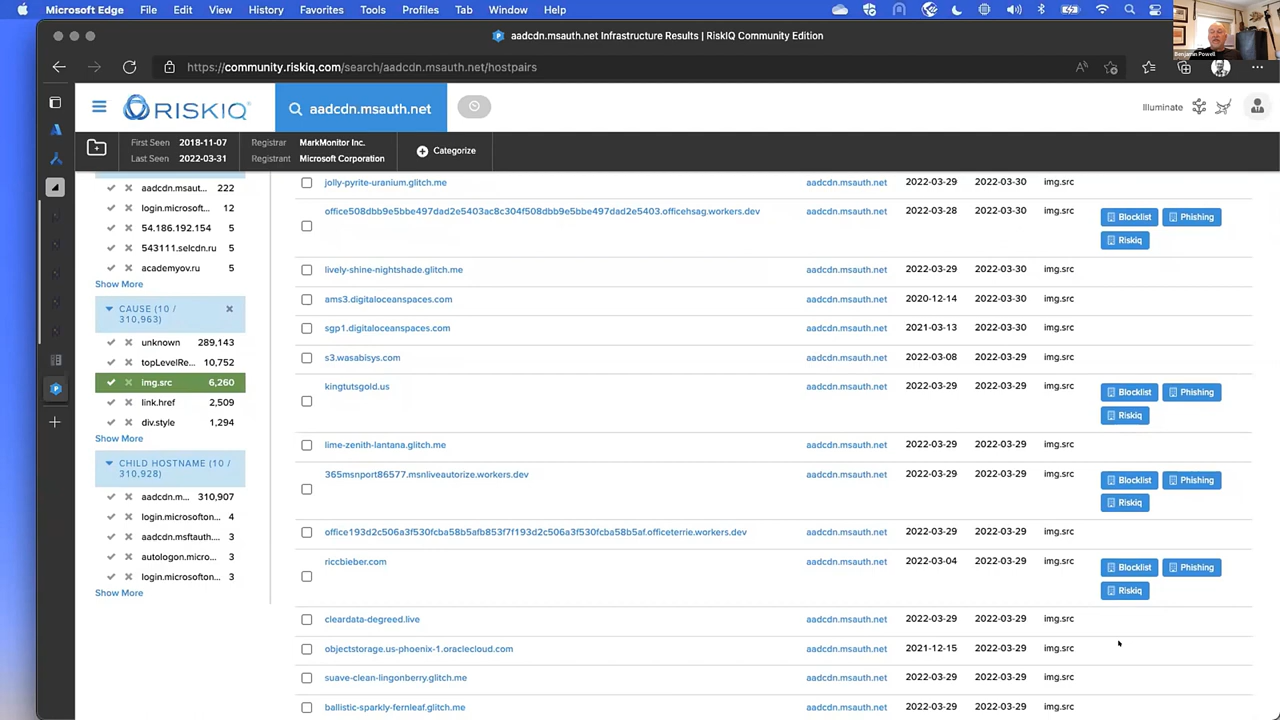 Microsoft Edge File Edit View History Favorites Tools Profiles Tab Window Help
Benjamin Powell
aadcdn.msauth.net Infrastructure Results | RiskIQ Community Edition
https://community.riskiq.com/search/aadcdn.msauth.net/hostpairs
RISKIQ aadcdn.msauth.net Illuminate
First Seen 2018-11-07 Registrar MarkMonitor Inc.
Last Seen 2022-03-31 Registrant Microsoft Corporation
Categorize
aadcdn.msaut... 222
login.microsoft... 12
54.186.192.154 5
543111.selcdn.ru 5
academyov.ru 5
Show More
CAUSE (10 /
310,963)
unknown 289,143
topLevelRe... 10,752
img.src 6,260
link.href 2,509
div.style 1,294
Show More
CHILD HOSTNAME (10 /
310,928)
aadcdn.m... 310,907
login.microsofton... 4
aadcdn.msftauth.... 3
autologon.micro... 3
login.microsofton... 3
Show More
jolly-pyrite-uranium.glitch.me aadcdn.msauth.net 2022-03-29 2022-03-30 img.src
office508dbb9e5bbe497dad2e5403ac8c304f508dbb9e5bbe497dad2e5403.officehsag.workers.dev aadcdn.msauth.net 2022-03-28 2022-03-30 img.src Blocklist Phishing
Riskiq
lively-shine-nightshade.glitch.me aadcdn.msauth.net 2022-03-29 2022-03-30 img.src
ams3.digitaloceanspaces.com aadcdn.msauth.net 2020-12-14 2022-03-30 img.src
sgp1.digitaloceanspaces.com aadcdn.msauth.net 2021-03-13 2022-03-30 img.src
s3.wasabisys.com aadcdn.msauth.net 2022-03-08 2022-03-29 img.src
kingtutsgold.us aadcdn.msauth.net 2022-03-29 2022-03-29 img.src Blocklist Phishing
Riskiq
lime-zenith-lantana.glitch.me aadcdn.msauth.net 2022-03-29 2022-03-29 img.src
365msnport86577.msnliveautorize.workers.dev aadcdn.msauth.net 2022-03-29 2022-03-29 img.src Blocklist Phishing
Riskiq
office193d2c506a3f530fcba58b5afb853f7f193d2c506a3f530fcba58b5af.officeterrie.workers.dev aadcdn.msauth.net 2022-03-29 2022-03-29 img.src
riccbieber.com aadcdn.msauth.net 2022-03-04 2022-03-29 img.src Blocklist Phishing
Riskiq
cleardata-degreed.live aadcdn.msauth.net 2022-03-29 2022-03-29 img.src
objectstorage.us-phoenix-1.oraclecloud.com aadcdn.msauth.net 2021-12-15 2022-03-29 img.src
suave-clean-lingonberry.glitch.me aadcdn.msauth.net 2022-03-29 2022-03-29 img.src
ballistic-sparkly-fernleaf.glitch.me aadcdn.msauth.net 2022-03-29 2022-03-29 img.src